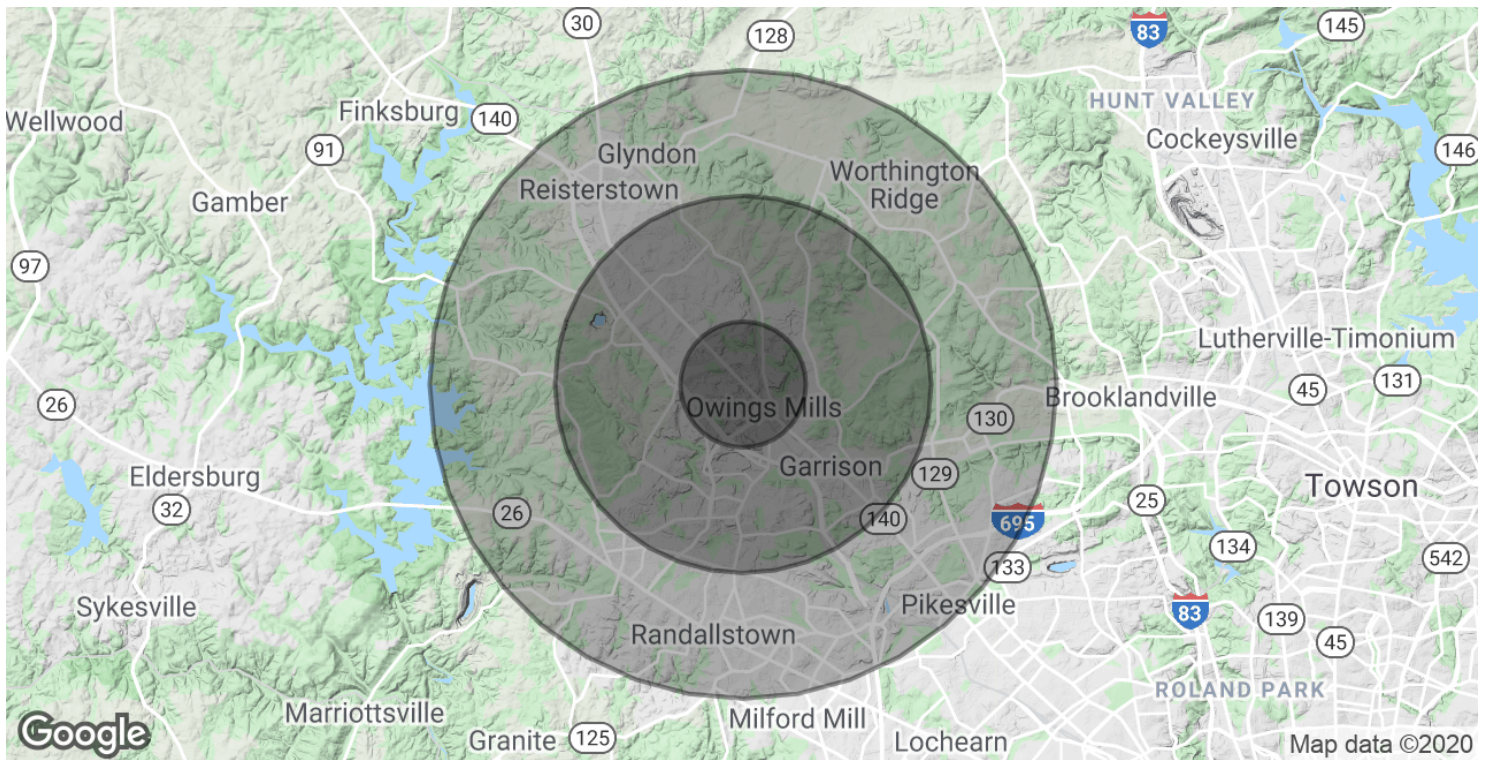 30
128
83
145
HUNT VALLEY
Finksburg
140
Wellwood
Cockeysville
91
146
Glyndon
Worthington
Ridge
Reisterstown
Gamber
97
Lutherville-Timonium
26
45
131
Brooklandville
Owings Mills
130
Garrison
129
Eldersburg
Towson
32
26
140
695
25
134
542
133
Sykesville
Pikesville
83
139
45
Randallstown
ROLAND PARK
Marriottsville
Milford Mill
Google
Granite
125
Lochearn
Map data ©2020